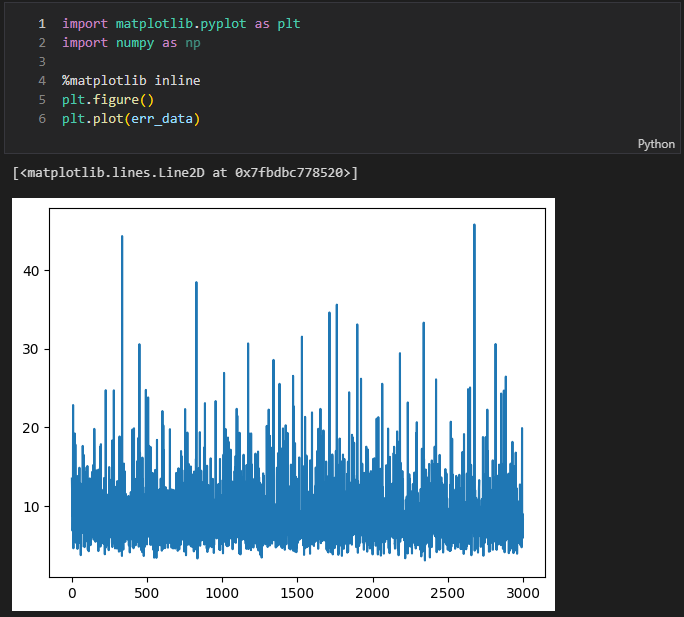 1 import matplotlib.pyplot as plt
2 import numpy as np
3
4 %matplotlib inline
5 plt.figure()
6 plt.plot(err_data)
Python
[<matplotlib.lines.Line2D at 0x7fbdbc778520>]
40
30
20
10
0 500 1000 1500 2000 2500 3000